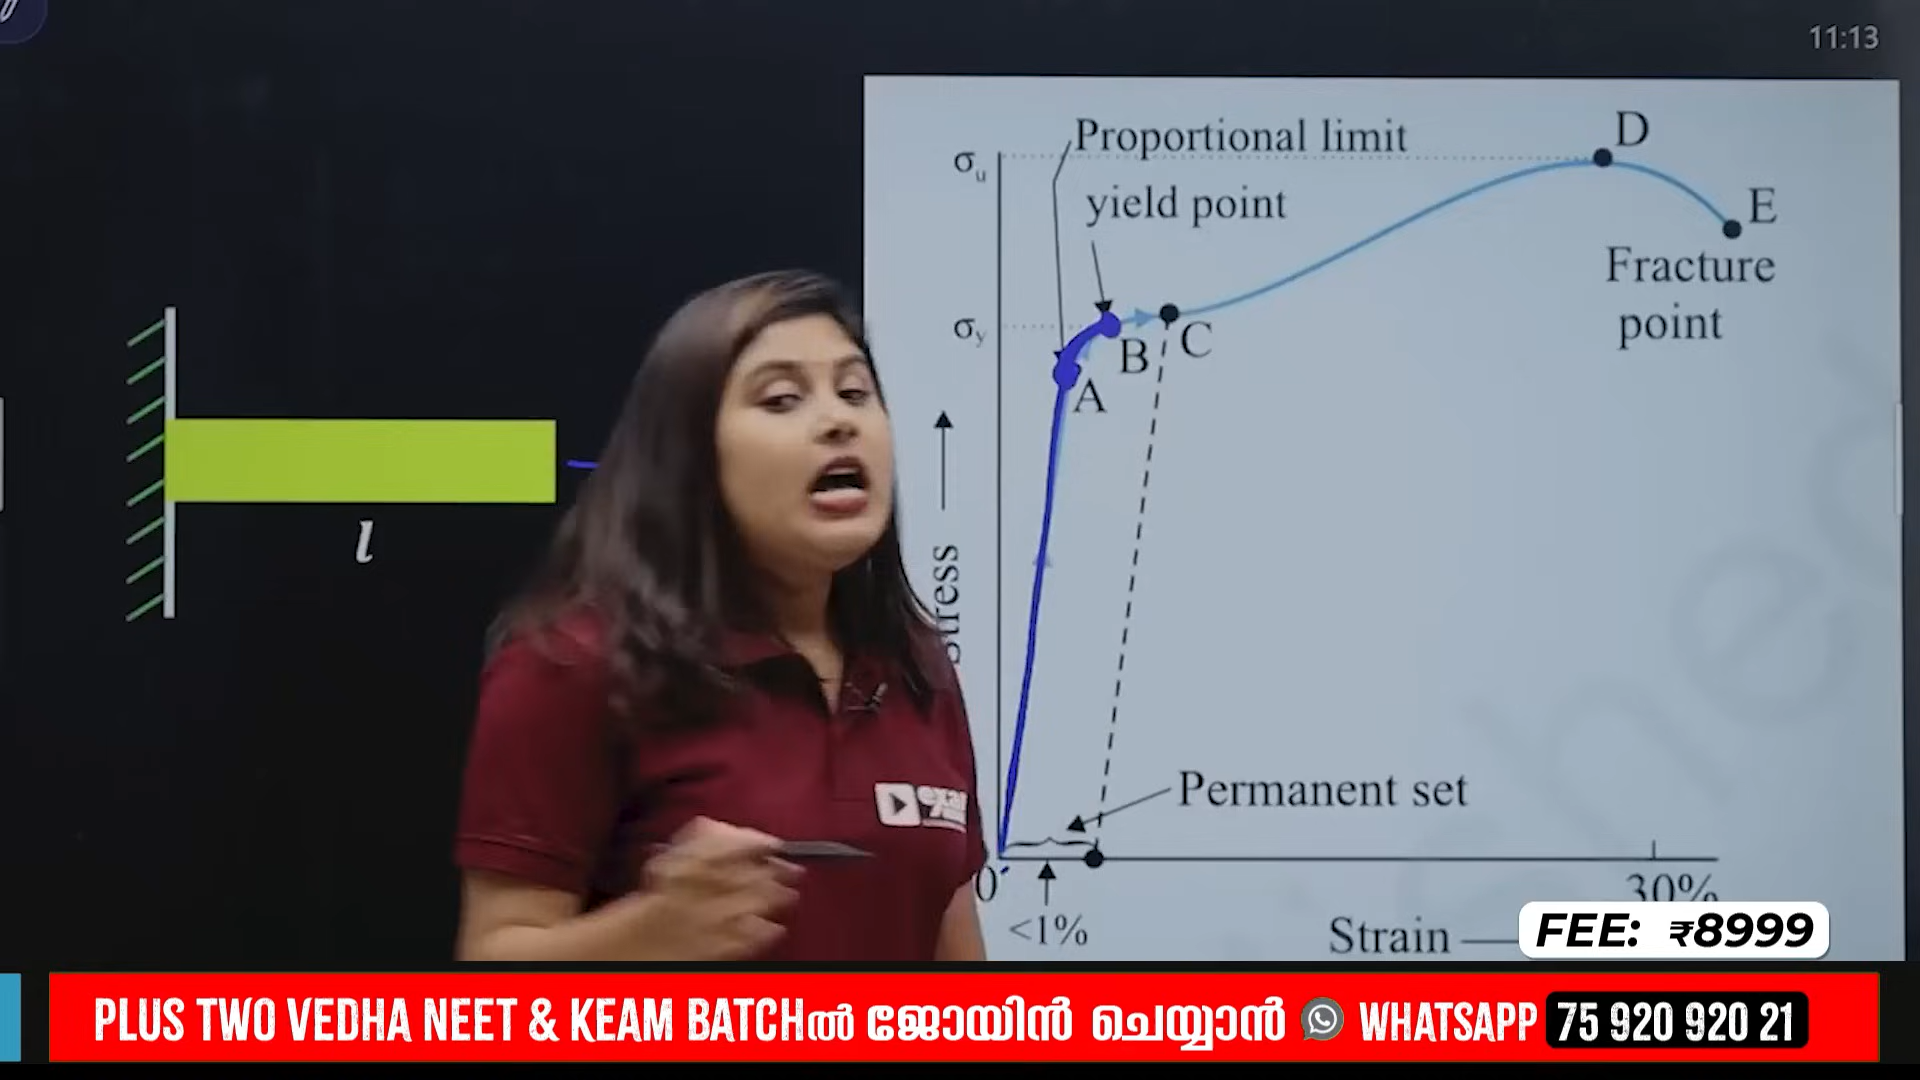 11:13
Proportional limit
D
σu
yield point
E
Fracture
point
σy
B
C
A
l
Stress
Permanent set
0
30%
<1%
Strain
FEE: ₹8999
PLUS TWO VEDHA NEET & KEAM BATCHൽ ജോയിൻ ചെയ്യാൻ WHATSAPP 75 920 920 21